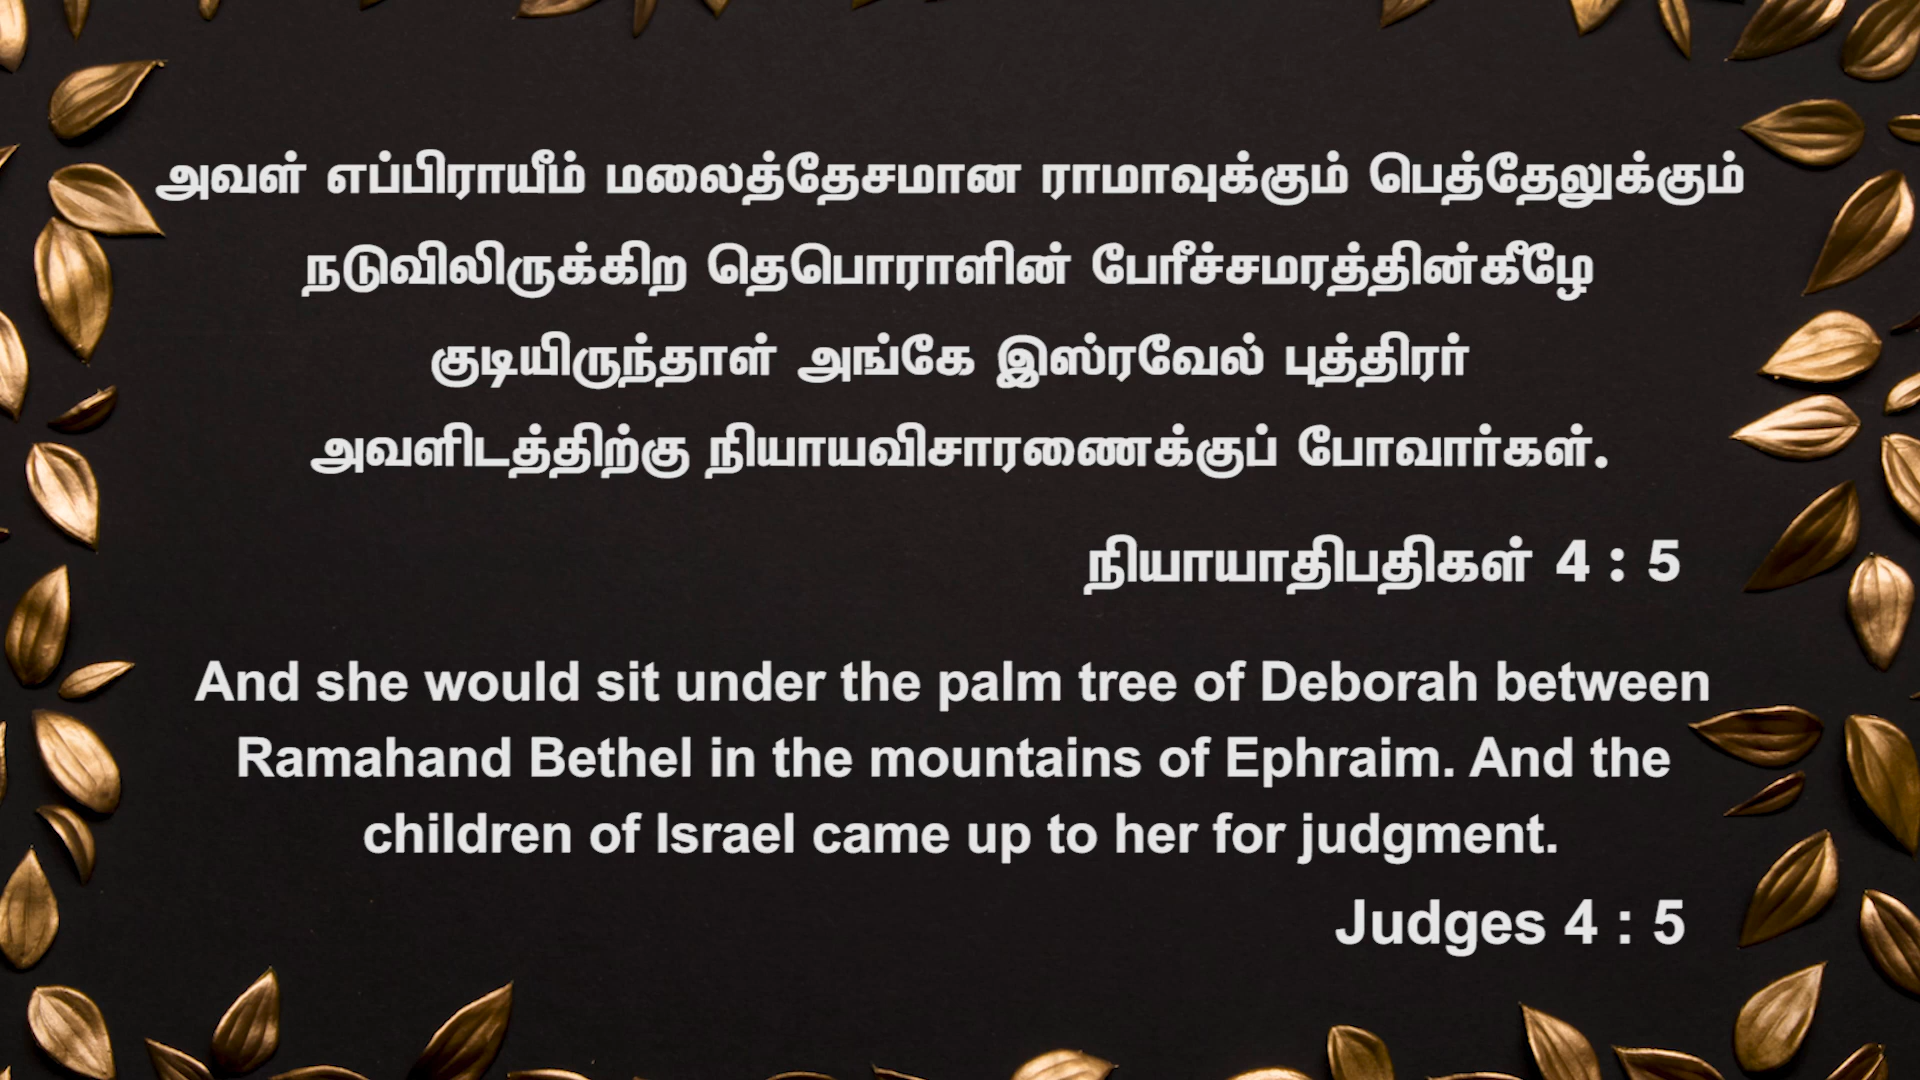 அவள் எப்பிராயீம் மலைத்தேசமான ராமாவுக்கும் பெத்தேலுக்கும்
நடுவிலிருக்கிற தெபொராளின் பேரீச்சமரத்தின்கீழே
குடியிருந்தாள் அங்கே இஸ்ரவேல் புத்திரர்
அவளிடத்திற்கு நியாயவிசாரணைக்குப் போவார்கள்.
நியாயாதிபதிகள் 4 : 5
And she would sit under the palm tree of Deborah between
Ramahand Bethel in the mountains of Ephraim. And the
children of Israel came up to her for judgment.
Judges 4 : 5